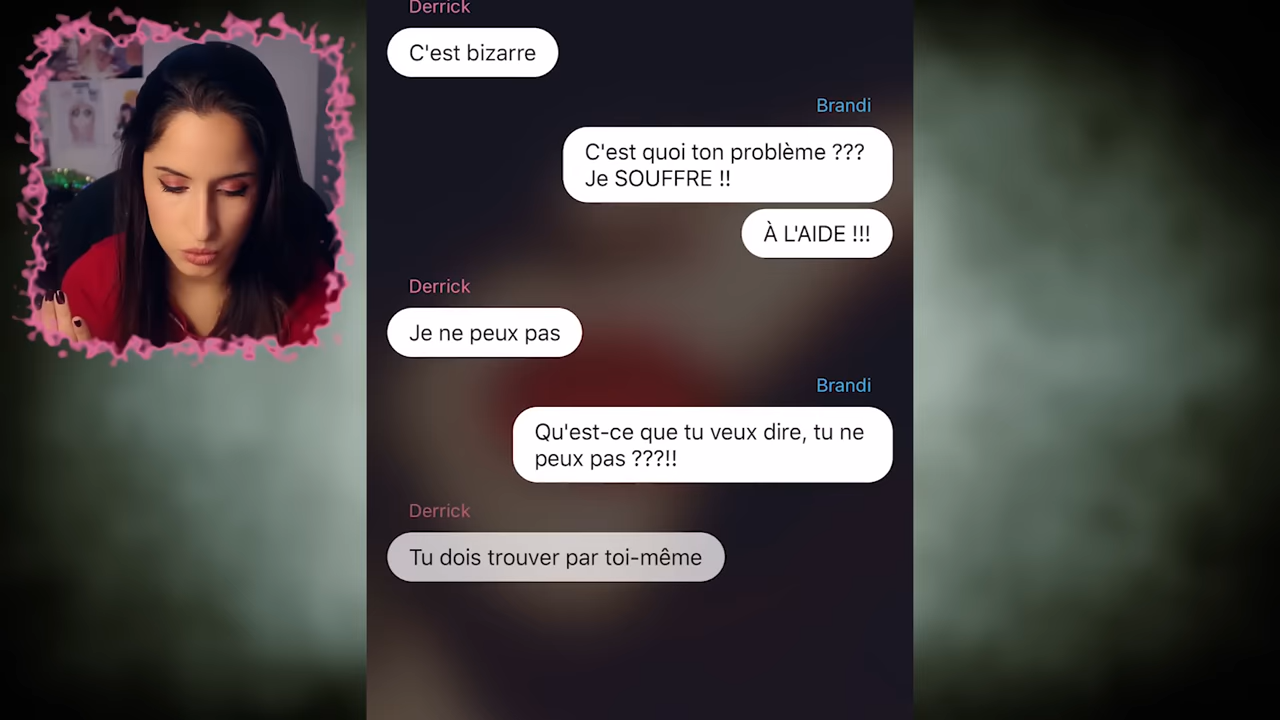 Derrick
C'est bizarre
Brandi
C'est quoi ton problème ???
Je SOUFFRE !!
À L'AIDE !!!
Derrick
Je ne peux pas
Brandi
Qu'est-ce que tu veux dire, tu ne
peux pas ???!!
Derrick
Tu dois trouver par toi-même